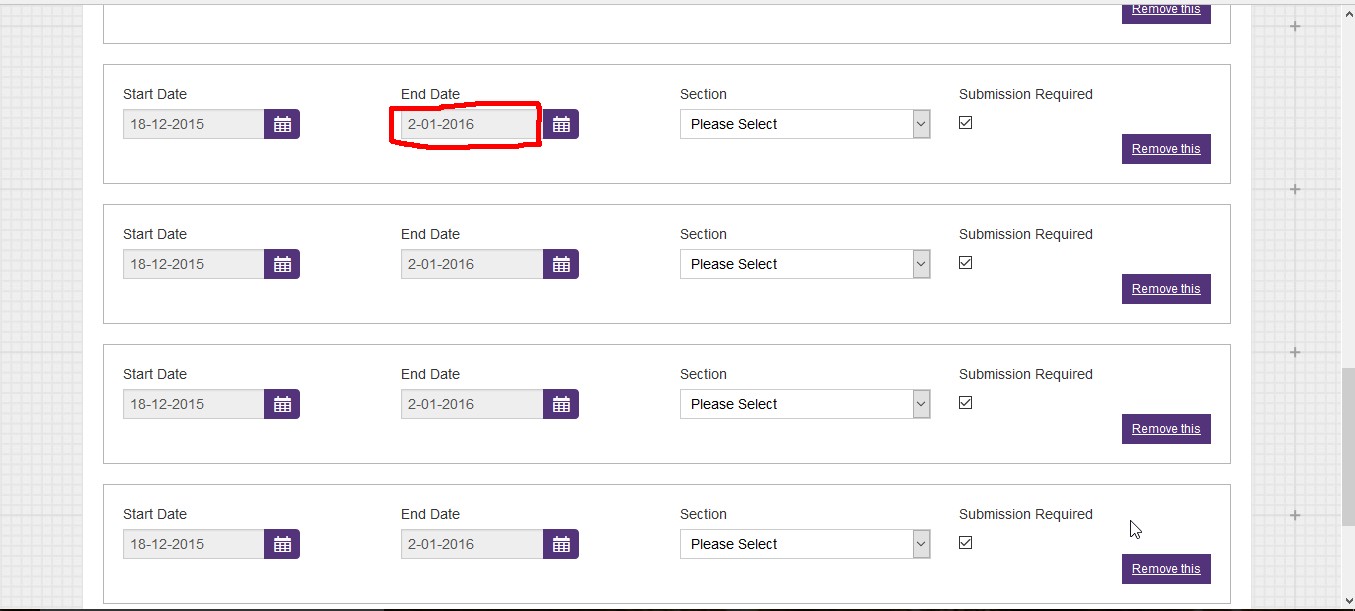 Remove this
Start Date End Date Section Submission Required
18-12-2015 2-01-2016 Please Select
Remove this
Start Date End Date Section Submission Required
18-12-2015 2-01-2016 Please Select
Remove this
Start Date End Date Section Submission Required
18-12-2015 2-01-2016 Please Select
Remove this
Start Date End Date Section Submission Required
18-12-2015 2-01-2016 Please Select
Remove this